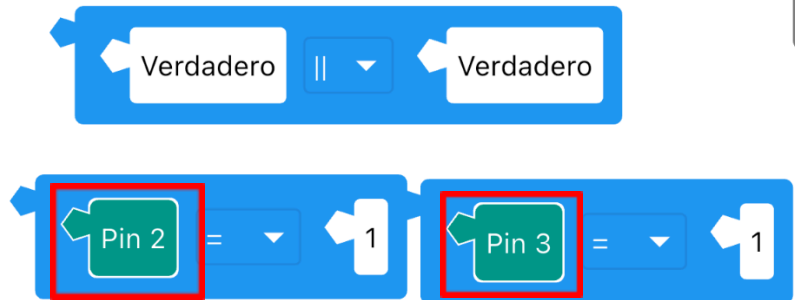 Verdadero || Verdadero
Pin 2 = 1 Pin 3 = 1